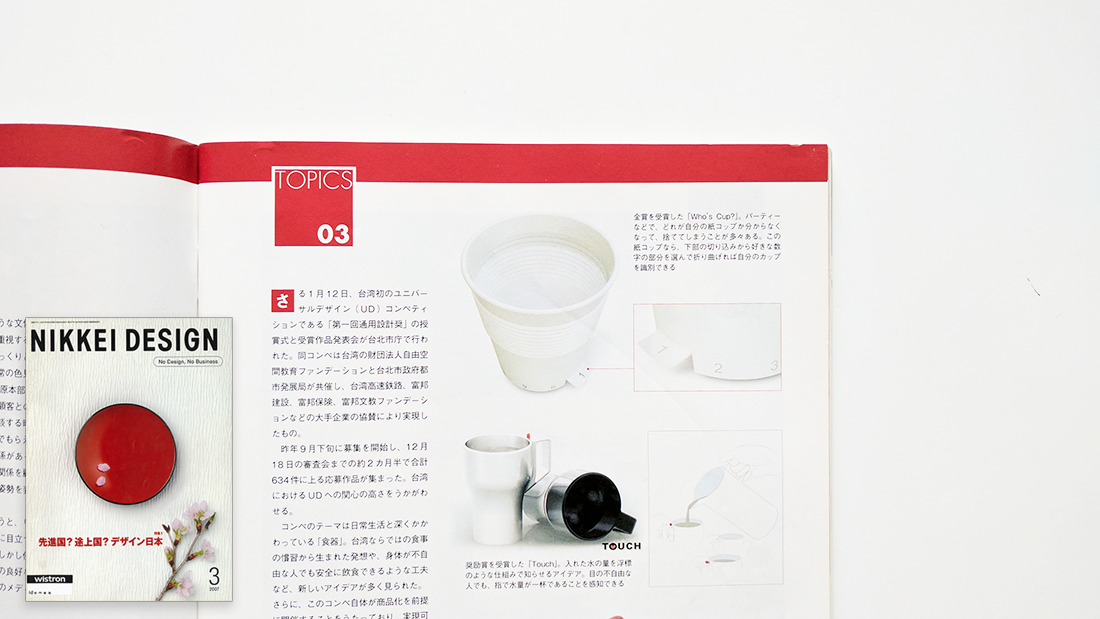 TOPICS
03
金賞を受賞した「Who's Cup?」。パーティー
などで、どれが自分の紙コップか分からなく
なって、捨ててしまうことが多々ある。この
紙コップなら、下部の切り込みから好きな数
字の部分を選んで折り曲げれば自分のカップ
を識別できる
さる1月12日、台湾初のユニバー
サルデザイン（UD）コンペティ
ションである「第一回通用設計奨」の授
賞式と受賞作品発表会が台北市庁で行わ
れた。同コンペは台湾の財団法人自由空
間教育ファンデーションと台北市政府都
市発展局が共催し、台湾高速鉄路、富邦
建設、富邦保険、富邦文教ファンデーシ
ョンなどの大手企業の協賛により実現し
たもの。
昨年9月下旬に募集を開始し、12月
18日の審査会までの約2カ月半で合計
634件に上る応募作品が集まった。台湾
におけるUDへの関心の高さをうかがわ
せる。
コンペのテーマは日常生活と深くかか
わっている「食器」。台湾ならではの食事
の慣習から生まれた発想や、身体が不自
由な人でも安全に飲食できるような工夫
など、新しいアイデアが多く見られた。
さらに、このコンペ自体が商品化を前提
に開催することをうたっており、実現可
1
2
3
TOUCH
奨励賞を受賞した「Touch」。入れた水の量を浮標
のような仕組みで知らせるアイデア。目の不自由な
人でも、指で水量が一杯であることを感知できる
NIKKEI DESIGN
No Design, No Business
特集1
先進国？途上国？デザイン日本
wistron
3
2007